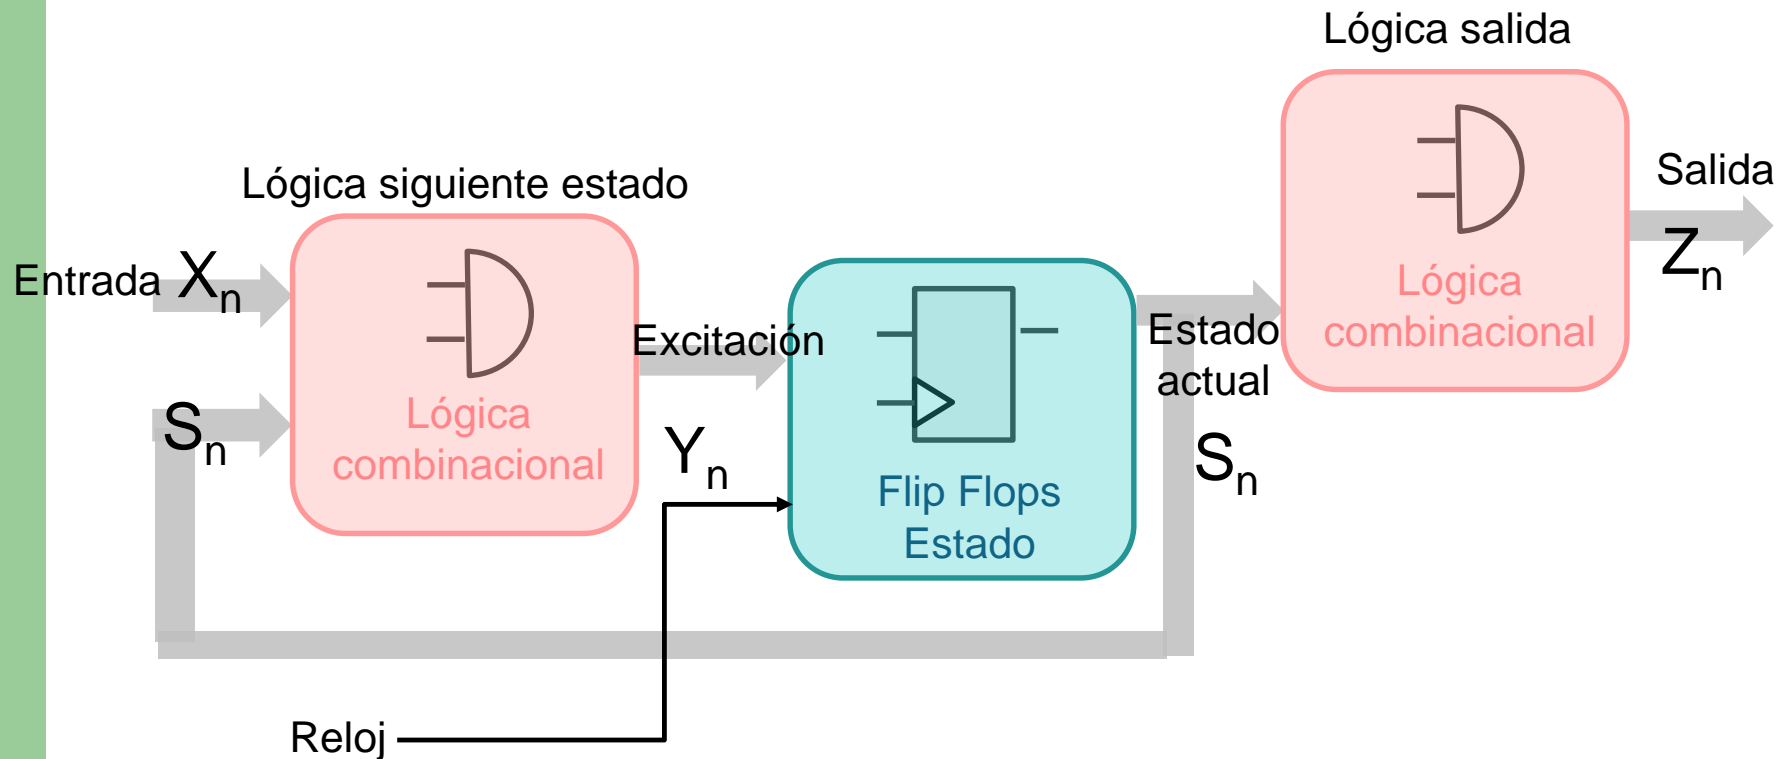 Lógica salida
Lógica siguiente estado
Salida
Entrada Xn
Zn
Lógica
combinacional
Excitación
Estado
actual
Sn
Lógica
combinacional
Yn
Sn
Flip Flops
Estado
Reloj